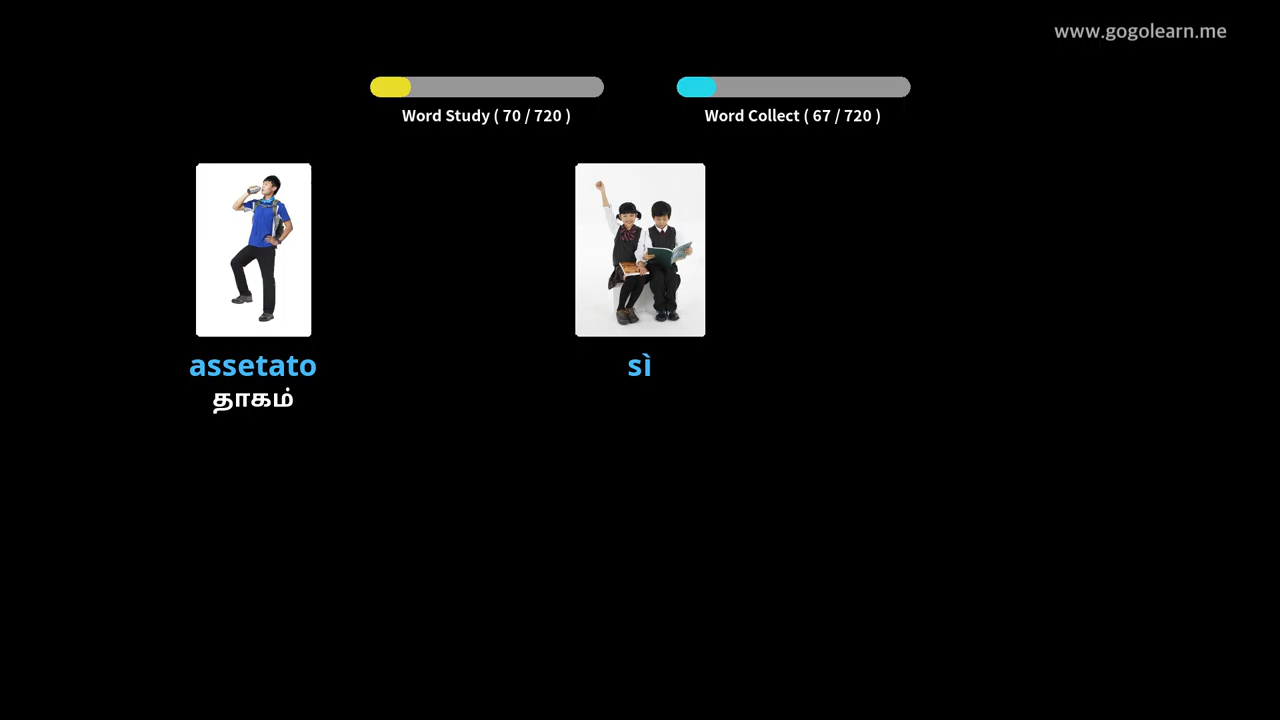 www.gogolearn.me
Word Study ( 70 / 720 )
Word Collect ( 67 / 720 )
assetato
தாகம்
sì